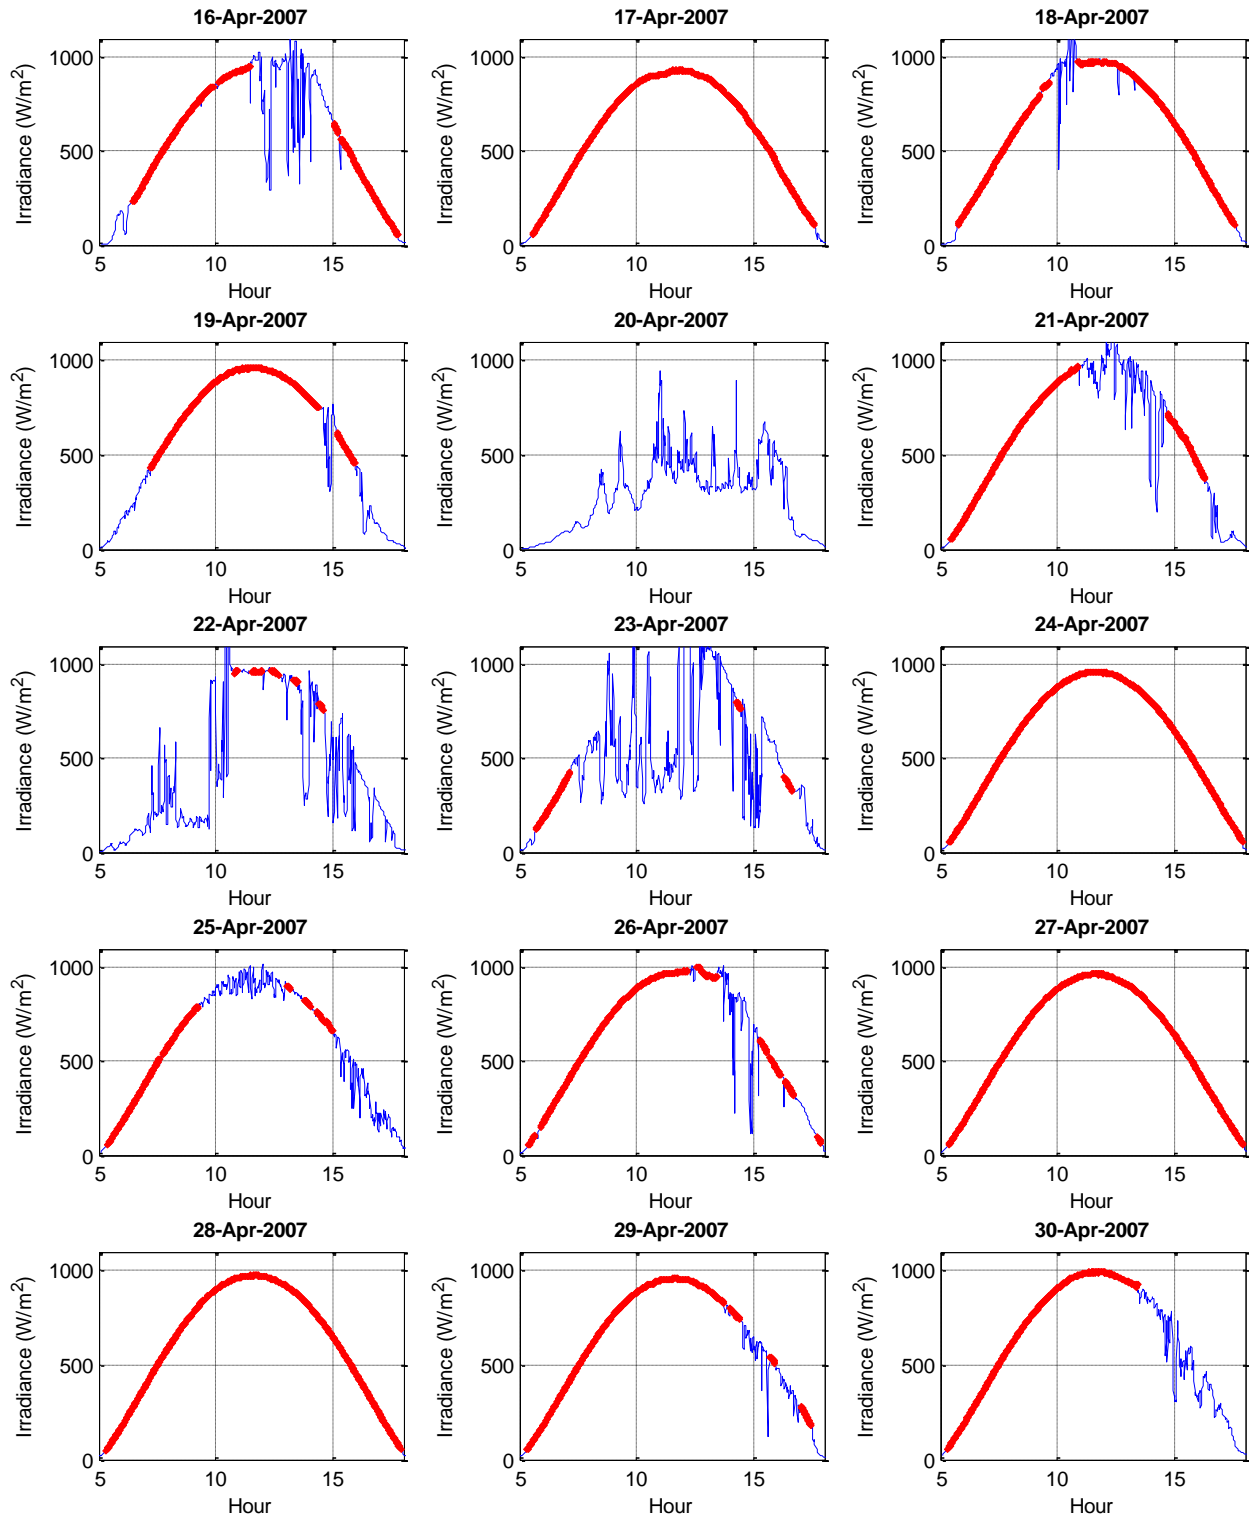 16-Apr-2007
Irradiance (W/m²)
1000
500
0
5 10 15
Hour
17-Apr-2007
Irradiance (W/m²)
1000
500
0
5 10 15
Hour
18-Apr-2007
Irradiance (W/m²)
1000
500
0
5 10 15
Hour
19-Apr-2007
Irradiance (W/m²)
1000
500
0
5 10 15
Hour
20-Apr-2007
Irradiance (W/m²)
1000
500
0
5 10 15
Hour
21-Apr-2007
Irradiance (W/m²)
1000
500
0
5 10 15
Hour
22-Apr-2007
Irradiance (W/m²)
1000
500
0
5 10 15
Hour
23-Apr-2007
Irradiance (W/m²)
1000
500
0
5 10 15
Hour
24-Apr-2007
Irradiance (W/m²)
1000
500
0
5 10 15
Hour
25-Apr-2007
Irradiance (W/m²)
1000
500
0
5 10 15
Hour
26-Apr-2007
Irradiance (W/m²)
1000
500
0
5 10 15
Hour
27-Apr-2007
Irradiance (W/m²)
1000
500
0
5 10 15
Hour
28-Apr-2007
Irradiance (W/m²)
1000
500
0
5 10 15
Hour
29-Apr-2007
Irradiance (W/m²)
1000
500
0
5 10 15
Hour
30-Apr-2007
Irradiance (W/m²)
1000
500
0
5 10 15
Hour